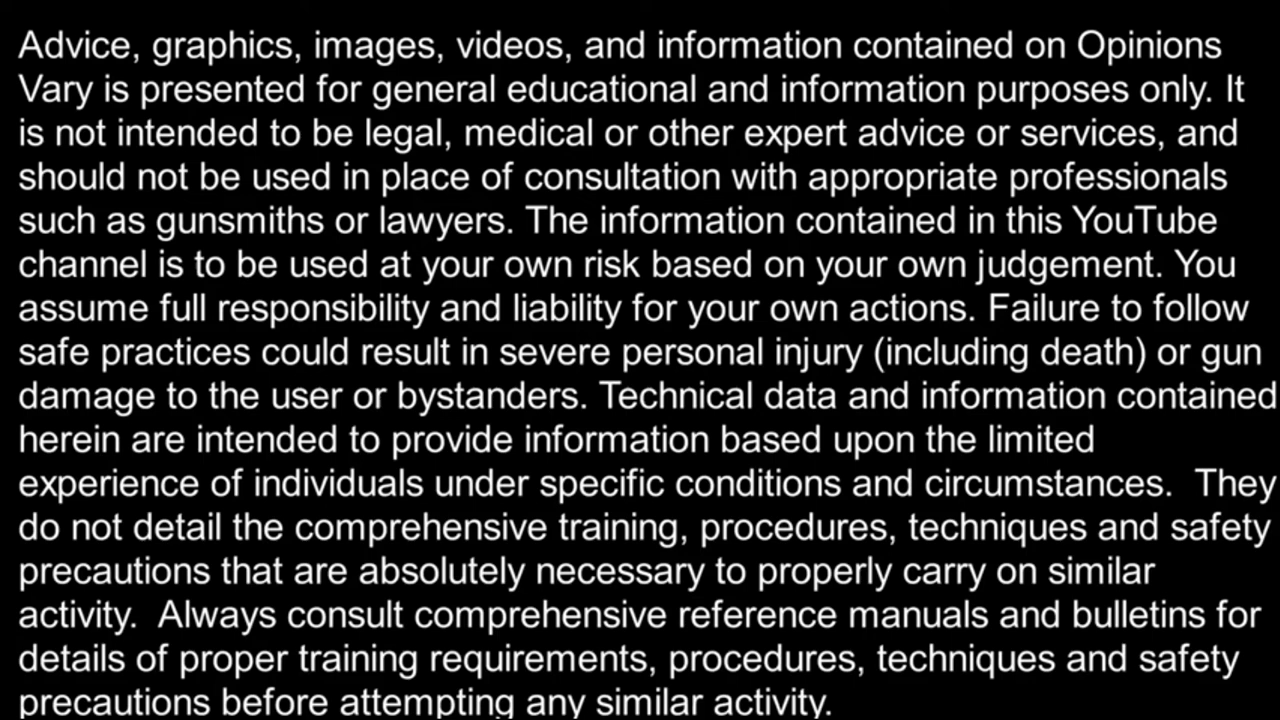 Advice, graphics, images, videos, and information contained on Opinions
Vary is presented for general educational and information purposes only. It
is not intended to be legal, medical or other expert advice or services, and
should not be used in place of consultation with appropriate professionals
such as gunsmiths or lawyers. The information contained in this YouTube
channel is to be used at your own risk based on your own judgement. You
assume full responsibility and liability for your own actions. Failure to follow
safe practices could result in severe personal injury (including death) or gun
damage to the user or bystanders. Technical data and information contained
herein are intended to provide information based upon the limited
experience of individuals under specific conditions and circumstances.  They
do not detail the comprehensive training, procedures, techniques and safety
precautions that are absolutely necessary to properly carry on similar
activity.  Always consult comprehensive reference manuals and bulletins for
details of proper training requirements, procedures, techniques and safety
precautions before attempting any similar activity.